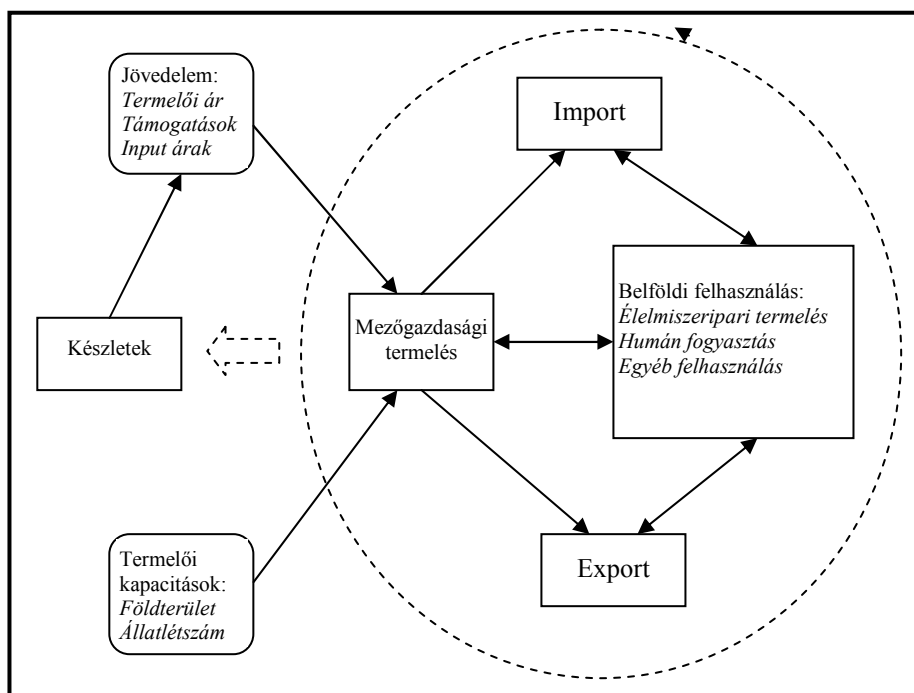 Jövedelem:
Termelői ár
Támogatások
Input árak
Import
Készletek
Mezőgazdasági
termelés
Belföldi felhasználás:
Élelmiszeripari termelés
Humán fogyasztás
Egyéb felhasználás
Termelői
kapacitások:
Földterület
Állatlétszám
Export